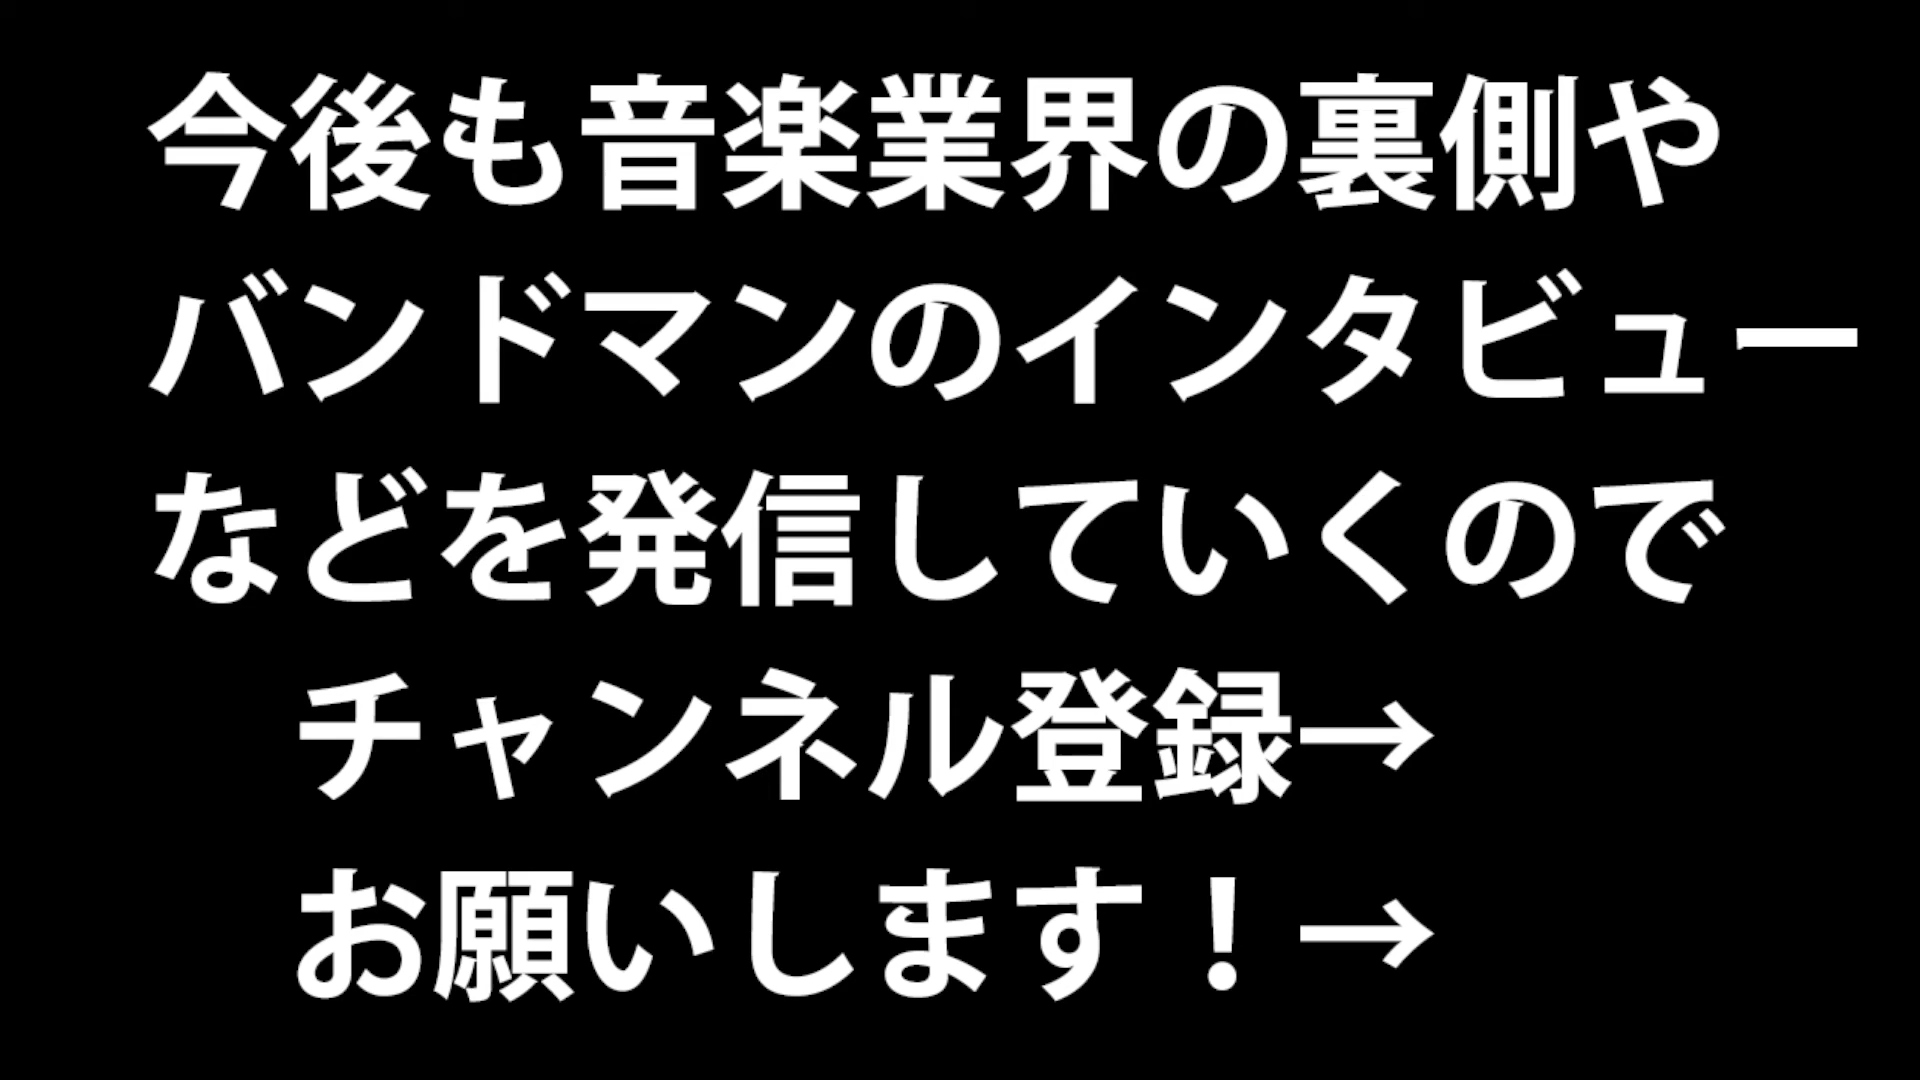 今後も音楽業界の裏側や
バンドマンのインタビュー
などを発信していくので
チャンネル登録→
お願いします！→